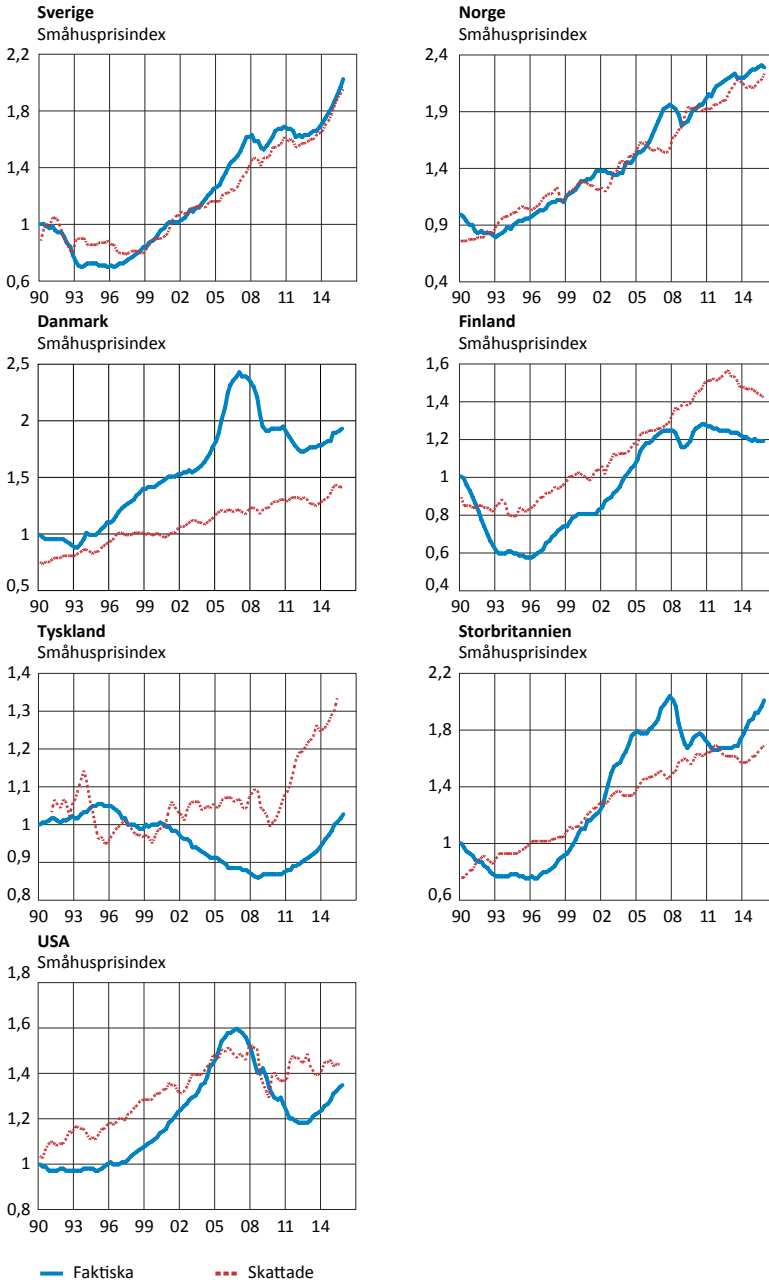 Sverige
Småhusprisindex
2,2
1,8
1,4
1
0,6
90 93 96 99 02 05 08 11 14
Norge
Småhusprisindex
2,4
1,9
1,4
0,9
0,4
90 93 96 99 02 05 08 11 14
Danmark
Småhusprisindex
2,5
2
1,5
1
0,5
90 93 96 99 02 05 08 11 14
Finland
Småhusprisindex
1,6
1,4
1,2
1,0
0,8
0,6
0,4
90 93 96 99 02 05 08 11 14
Tyskland
Småhusprisindex
1,4
1,3
1,2
1,1
1
0,9
0,8
90 93 96 99 02 05 08 11 14
Storbritannien
Småhusprisindex
2,2
1,8
1,4
1
0,6
90 93 96 99 02 05 08 11 14
USA
Småhusprisindex
1,8
1,6
1,4
1,2
1
0,8
90 93 96 99 02 05 08 11 14
Faktiska Skattade